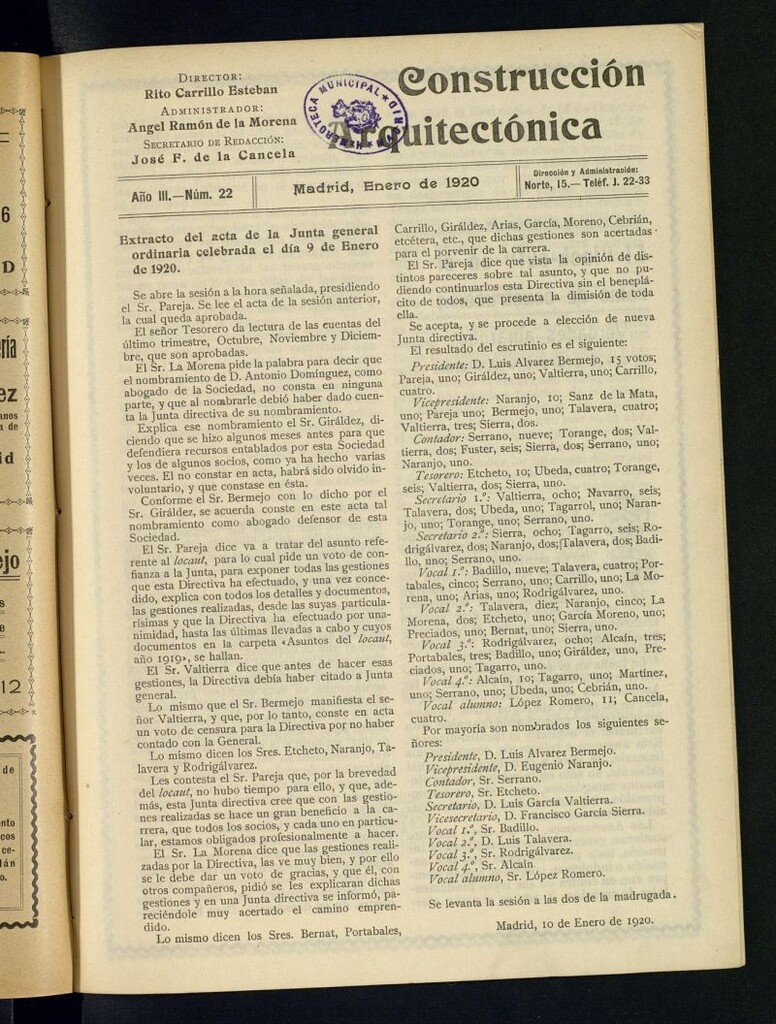 DIRECTOR:
Rito Carrillo Esteban
ADMINISTRADOR:
Angel Ramón de la Morena
SECRETARIO DE REDACCIÓN:
José F. de la Cancela
HEMEROTECA MUNICIPAL ★ MADRID ★
Construcción
Arquitectónica
Año III.—Núm. 22
Madrid, Enero de 1920
Dirección y Administración:
Norte, 15.—Teléf. J. 22-33
Extracto del acta de la Junta general
ordinaria celebrada el día 9 de Enero
de 1920.
Se abre la sesión a la hora señalada, presidiendo
el Sr. Pareja. Se lee el acta de la sesión anterior,
la cual queda aprobada.
El señor Tesorero da lectura de las cuentas del
último trimestre, Octubre, Noviembre y Diciem-
bre, que son aprobadas.
El Sr. La Morena pide la palabra para decir que
el nombramiento de D. Antonio Domínguez, como
abogado de la Sociedad, no consta en ninguna
parte, y que al nombrarle debió haber dado cuen-
ta la Junta directiva de su nombramiento.
Explica ese nombramiento el Sr. Giráldez, di-
ciendo que se hizo algunos meses antes para que
defendiera recursos entablados por esta Sociedad
y los de algunos socios, como ya ha hecho varias
veces. El no constar en acta, habrá sido olvido in-
voluntario, y que constase en ésta.
Conforme el Sr. Bermejo con lo dicho por el
Sr. Giráldez, se acuerda conste en este acta tal
nombramiento como abogado defensor de esta
Sociedad.
El Sr. Pareja dice va a tratar del asunto refe-
rente al locaut, para lo cual pide un voto de con-
fianza a la Junta, para exponer todas las gestiones
que esta Directiva ha efectuado, y una vez conce-
dido, explica con todos los detalles y documentos,
las gestiones realizadas, desde las suyas particula-
rísimas y que la Directiva ha efectuado por una-
nimidad, hasta las últimas llevadas a cabo y cuyos
documentos en la carpeta «Asuntos del locaut,
año 1919», se hallan.
El Sr. Valtierra dice que antes de hacer esas
gestiones, la Directiva debía haber citado a Junta
general.
Lo mismo que el Sr. Bermejo manifiesta el se-
ñor Valtierra, y que, por lo tanto, conste en acta
un voto de censura para la Directiva por no haber
contado con la General.
Lo mismo dicen los Sres. Etcheto, Naranjo, Ta-
lavera y Rodrigálvarez.
Les contesta el Sr. Pareja que, por la brevedad
del locaut, no hubo tiempo para ello, y que, ade-
más, esta Junta directiva cree que con las gestio-
nes realizadas se hace un gran beneficio a la ca-
rrera, que todos los socios, y cada uno en particu-
lar, estamos obligados profesionalmente a hacer.
El Sr. La Morena dice que las gestiones reali-
zadas por la Directiva, las ve muy bien, y por ello
se le debe dar un voto de gracias, y que él, con
otros compañeros, pidió se les explicaran dichas
gestiones y en una Junta directiva se informó, pa-
reciéndole muy acertado el camino empren-
dido.
Lo mismo dicen los Sres. Bernat, Portabales,
Carrillo, Giráldez, Arias, García, Moreno, Cebrián,
etcétera, etc., que dichas gestiones son acertadas
para el porvenir de la carrera.
El Sr. Pareja dice que vista la opinión de dis-
tintos pareceres sobre tal asunto, y que no pu-
diendo continuarlos esta Directiva sin el beneplá-
cito de todos, que presenta la dimisión de toda
ella.
Se acepta, y se procede a elección de nueva
Junta directiva.
El resultado del escrutinio es el siguiente:
Presidente: D. Luis Alvarez Bermejo, 15 votos;
Pareja, uno; Giráldez, uno; Valtierra, uno; Carrillo,
cuatro.
Vicepresidente: Naranjo, 10; Sanz de la Mata,
uno; Pareja uno; Bermejo, uno; Talavera, cuatro;
Valtierra, tres; Sierra, dos.
Contador: Serrano, nueve; Torange, dos; Val-
tierra, dos; Fuster, seis; Sierra, dos; Serrano, uno;
Naranjo, uno.
Tesorero: Etcheto, 10; Ubeda, cuatro; Torange,
seis; Valtierra, dos; Sierra, uno.
Secretario 1.º: Valtierra, ocho; Navarro, seis;
Talavera, dos; Ubeda, uno; Tagarrol, uno; Naran-
jo, uno; Torange, uno; Serrano, uno.
Secretario 2.º: Sierra, ocho; Tagarro, seis; Ro-
drigálvarez, dos; Naranjo, dos; Talavera, dos; Badi-
llo, uno; Serrano, uno.
Vocal 1.º: Badillo, nueve; Talavera, cuatro; Por-
tabales, cinco; Serrano, uno; Carrillo, uno; La Mo-
rena, uno; Arias, uno; Rodrigálvarez, uno.
Vocal 2.º: Talavera, diez; Naranjo, cinco; La
Morena, dos; Etcheto, uno; García Moreno, uno;
Preciados, uno; Bernat, uno; Sierra, uno.
Vocal 3.º: Rodrigálvarez, ocho; Alcaín, tres;
Portabales, tres; Badillo, uno; Giráldez, uno, Pre-
ciados, uno; Tagarro, uno.
Vocal 4.º: Alcaín, 10; Tagarro, uno; Martínez,
uno; Serrano, uno; Ubeda, uno; Cebrián, uno.
Vocal alumno: López Romero, 11; Cancela,
cuatro.
Por mayoría son nombrados los siguientes se-
ñores:
Presidente, D. Luis Alvarez Bermejo.
Vicepresidente, D. Eugenio Naranjo.
Contador, Sr. Serrano.
Tesorero, Sr. Etcheto.
Secretario, D. Luis García Valtierra.
Vicesecretario, D. Francisco García Sierra.
Vocal 1.º, Sr. Badillo.
Vocal 2.º, D. Luis Talavera.
Vocal 3.º, Sr. Rodrigálvarez.
Vocal 4.º, Sr. Alcaín
Vocal alumno, Sr. López Romero.
Se levanta la sesión a las dos de la madrugada.
Madrid, 10 de Enero de 1920.